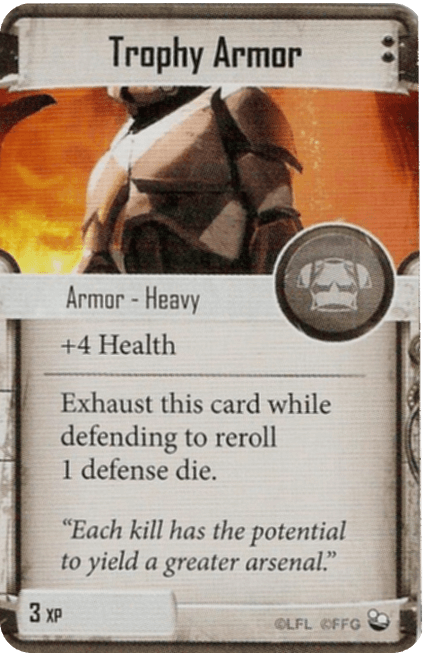 Trophy Armor
Armor - Heavy
+4 Health
Exhaust this card while
defending to reroll
1 defense die.
“Each kill has the potential
to yield a greater arsenal.”
3 XP
©LFL ©FFG